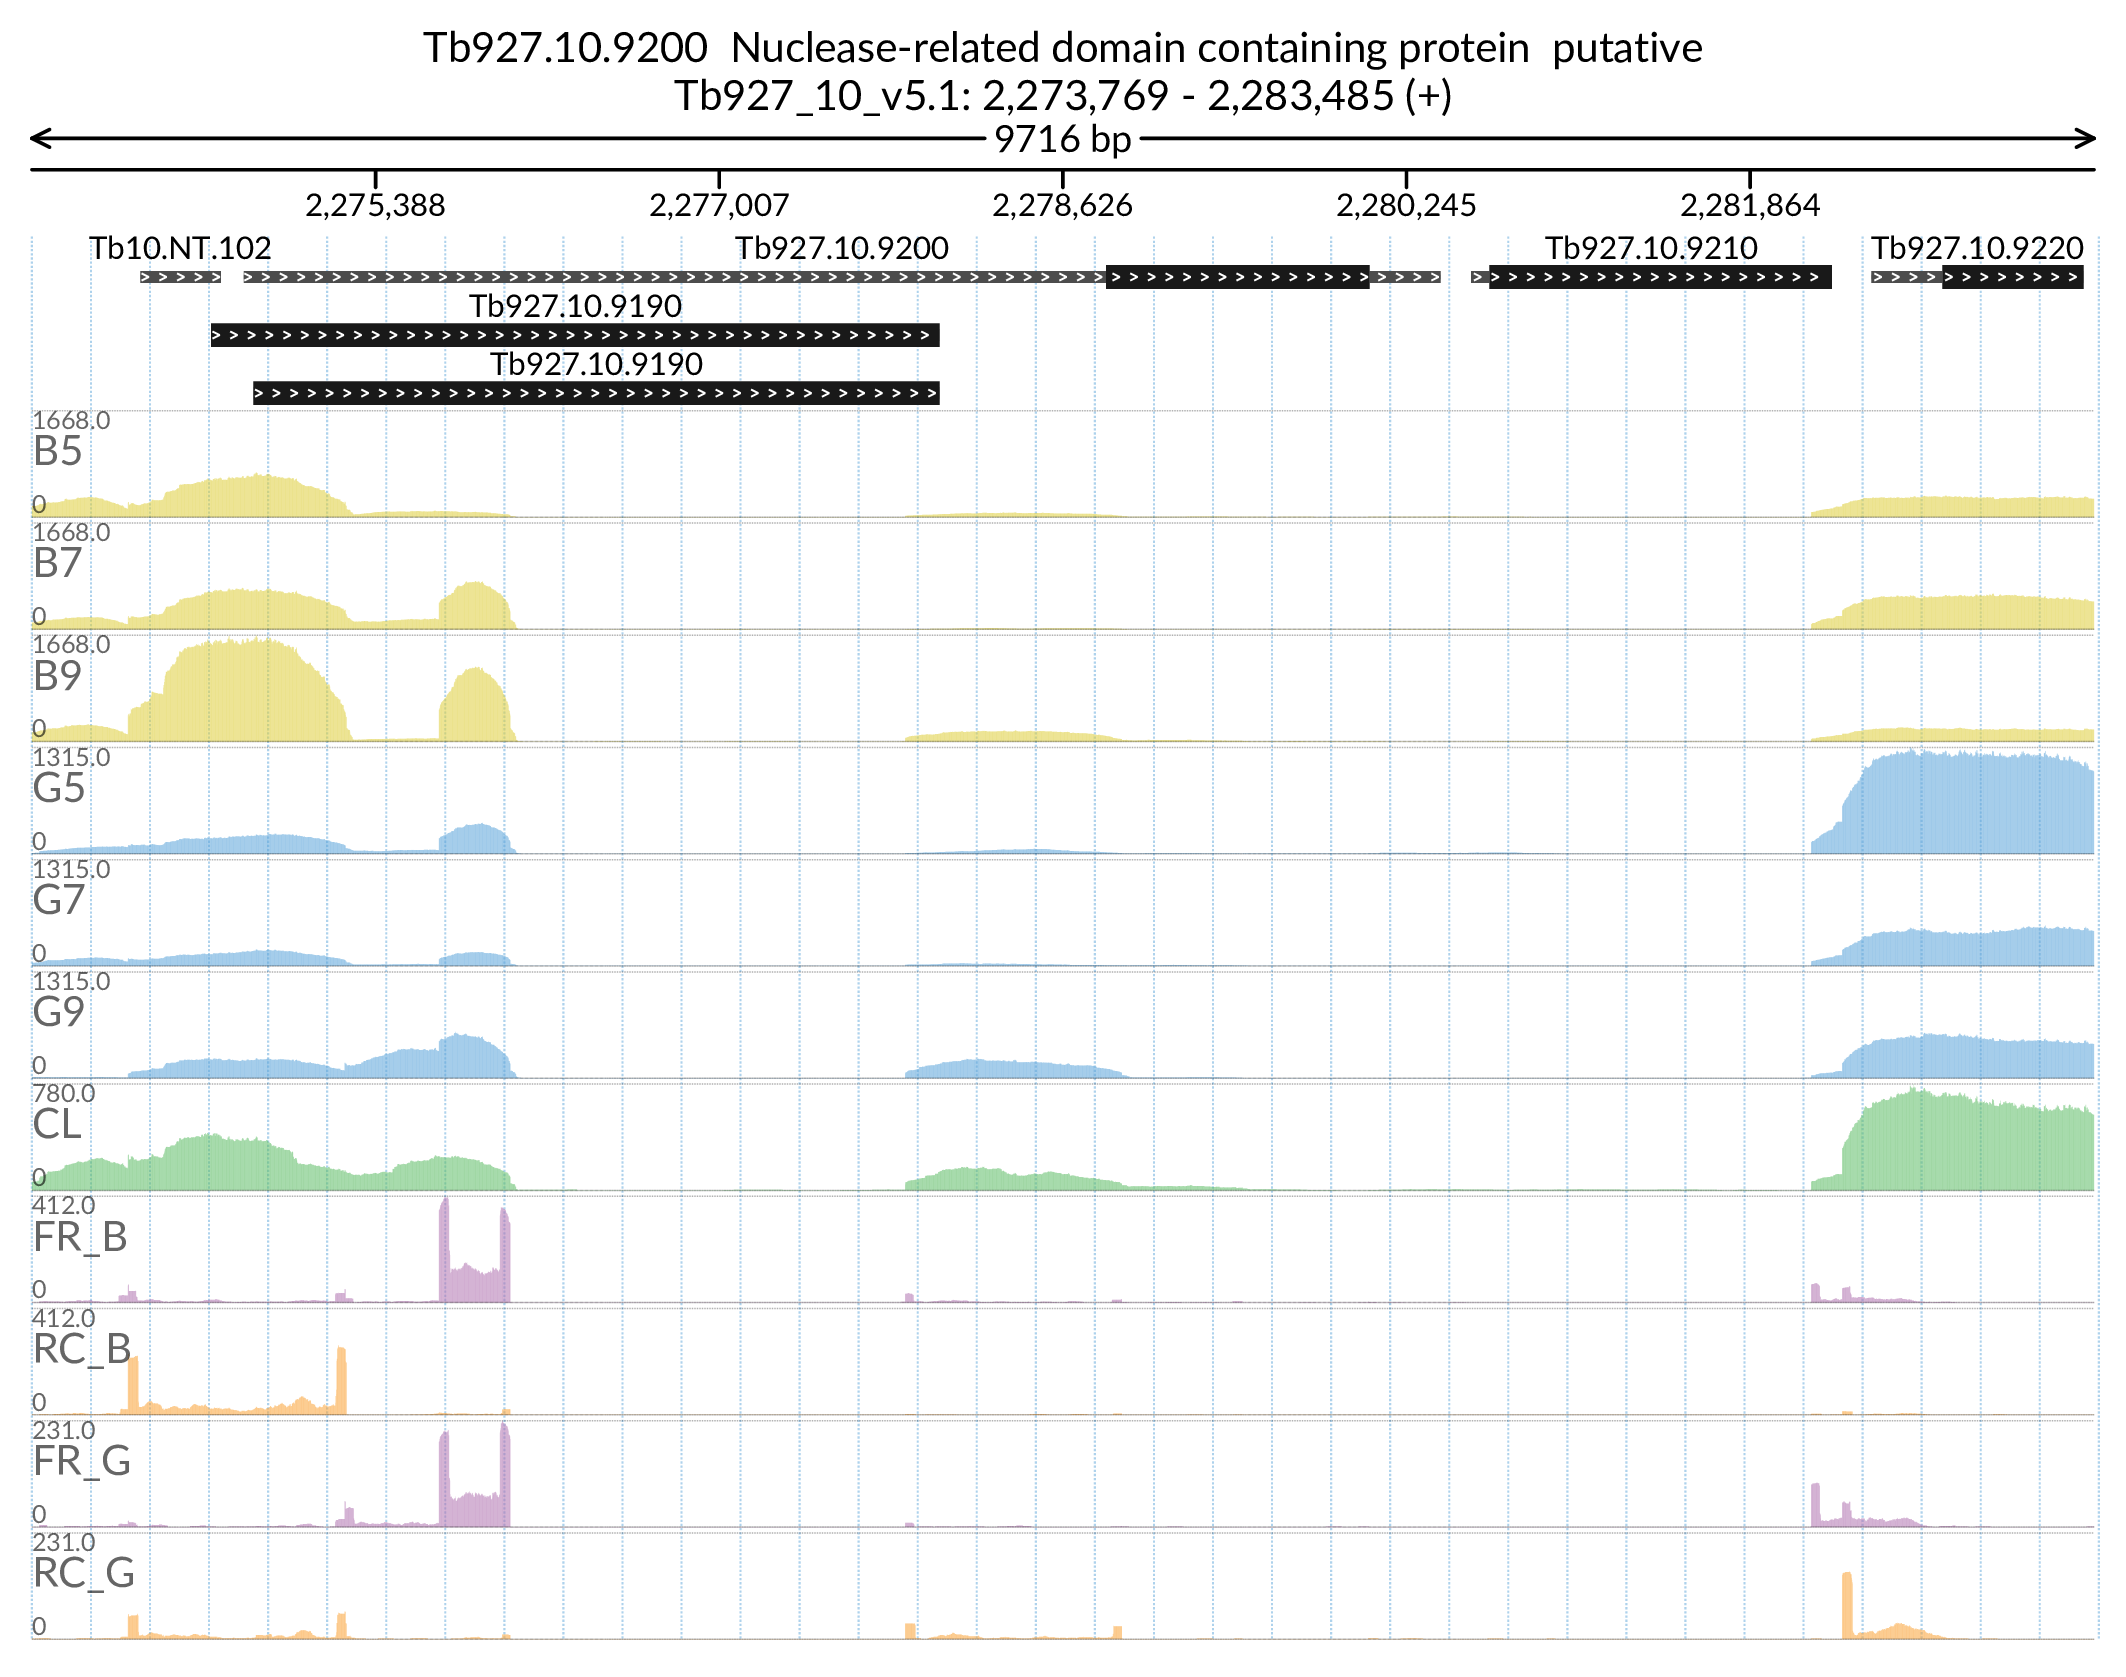 Tb927.10.9200  Nuclease-related domain containing protein  putative
Tb927_10_v5.1: 2,273,769 - 2,283,485 (+)
9716 bp
2,275,388 2,277,007 2,278,626 2,280,245 2,281,864
Tb10.NT.102 Tb927.10.9200 Tb927.10.9210 Tb927.10.9220
Tb927.10.9190
Tb927.10.9190
1668.0
B5
0
1668.0
B7
0
1668.0
B9
0
1315.0
G5
0
1315.0
G7
0
1315.0
G9
0
780.0
CL
0
412.0
FR_B
0
412.0
RC_B
0
231.0
FR_G
0
231.0
RC_G
0